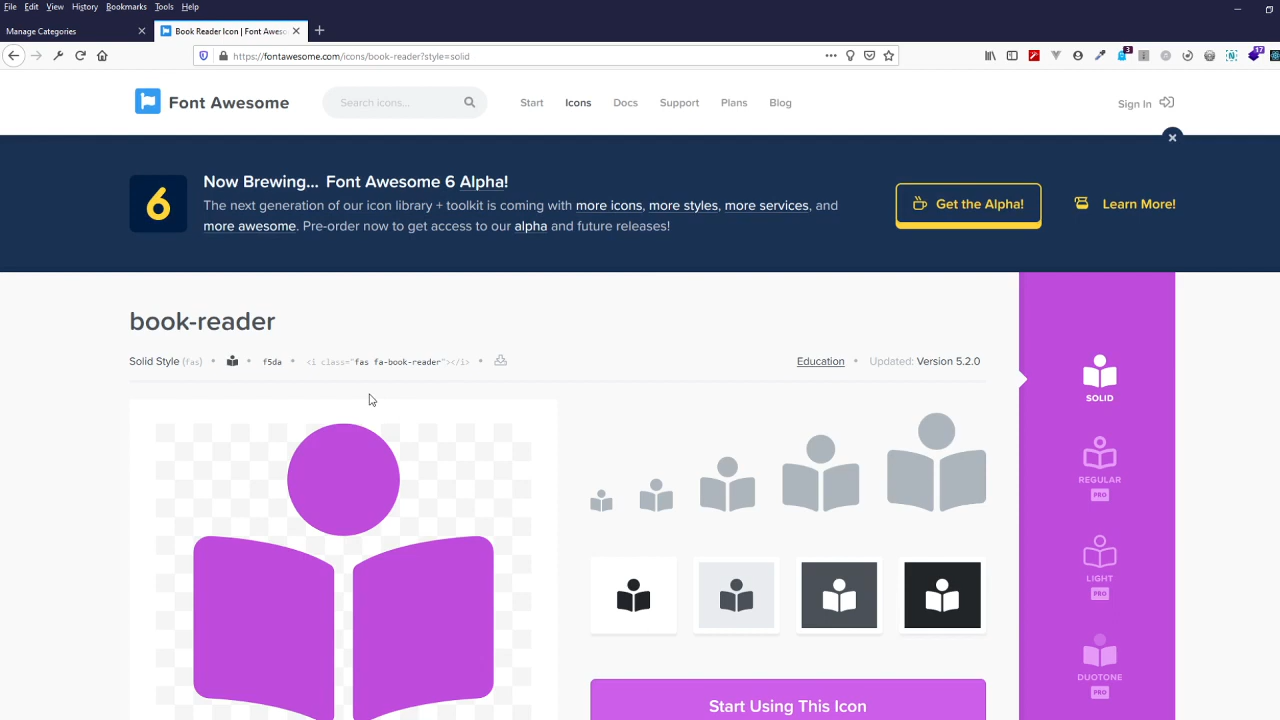 File Edit View History Bookmarks Tools Help
Manage Categories
Book Reader Icon | Font Aweso
https://fontawesome.com/icons/book-reader?style=solid
3
17
Font Awesome
Search icons...
Start Icons Docs Support Plans Blog
Sign In
6
Now Brewing... Font Awesome 6 Alpha!
The next generation of our icon library + toolkit is coming with more icons, more styles, more services, and
more awesome. Pre-order now to get access to our alpha and future releases!
Get the Alpha!
Learn More!
book-reader
Solid Style (fas) • • f5da • <i class="fas fa-book-reader"></i> •
Education • Updated: Version 5.2.0
SOLID
REGULAR
PRO
LIGHT
PRO
DUOTONE
PRO
Start Using This Icon